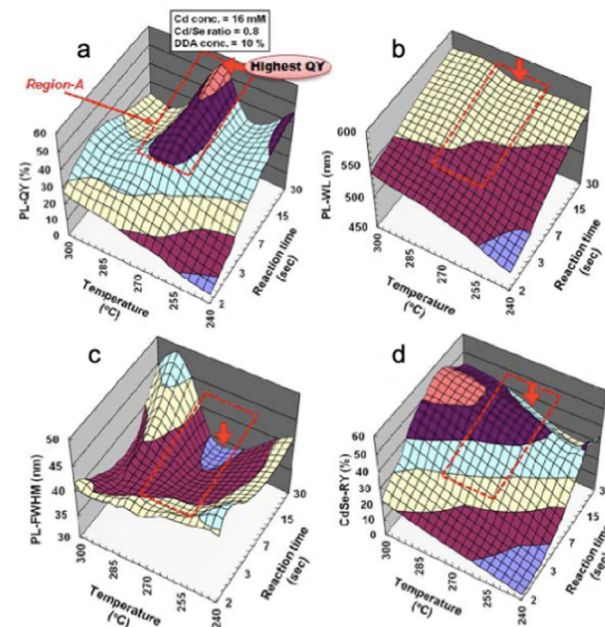 Cd conc. = 16 mM
Cd/Se ratio = 0.8
DDA conc. = 10 %
a
Highest QY
Region-A
60
50
40
30
20
10
0
PL-QY (%)
300
285
270
255
240
Temperature
(°C)
2
3
7
15
30
Reaction time
(sec)
b
600
550
500
450
PL-WL (nm)
300
285
270
255
240
Temperature
(°C)
2
3
7
15
30
Reaction time
(sec)
c
50
45
40
35
30
PL-FWHM (nm)
300
285
270
255
240
Temperature
(°C)
2
3
7
15
30
Reaction time
(sec)
d
60
50
40
30
20
10
0
CdSe-RY (%)
300
285
270
255
240
Temperature
(°C)
2
3
7
15
30
Reaction time
(sec)